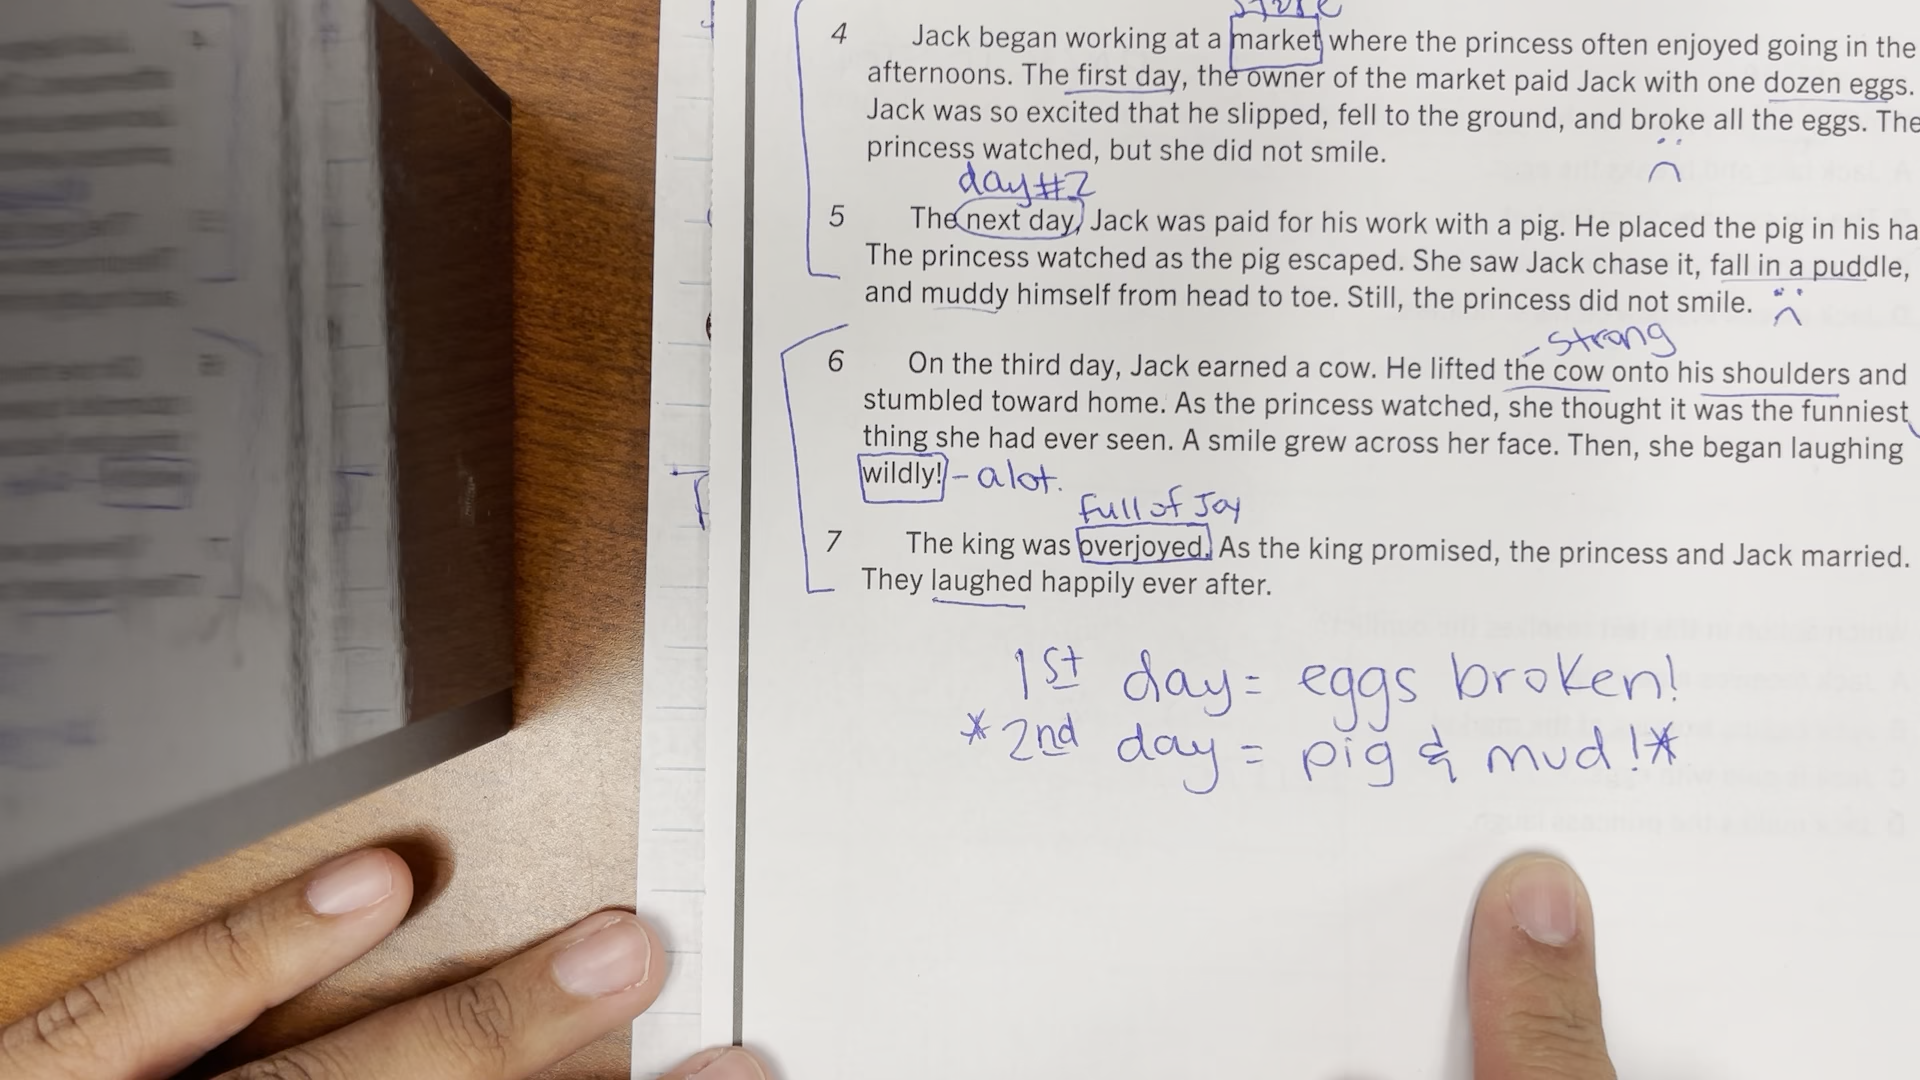 store
4 Jack began working at a market where the princess often enjoyed going in the
afternoons. The first day, the owner of the market paid Jack with one dozen eggs.
Jack was so excited that he slipped, fell to the ground, and broke all the eggs. The
princess watched, but she did not smile.
day #2
5 The next day, Jack was paid for his work with a pig. He placed the pig in his ha
The princess watched as the pig escaped. She saw Jack chase it, fall in a puddle,
and muddy himself from head to toe. Still, the princess did not smile.
- strong
6 On the third day, Jack earned a cow. He lifted the cow onto his shoulders and
stumbled toward home. As the princess watched, she thought it was the funniest
thing she had ever seen. A smile grew across her face. Then, she began laughing
wildly! - alot.
Full of Joy
7 The king was overjoyed. As the king promised, the princess and Jack married.
They laughed happily ever after.
1st day = eggs broken!
*2nd day = pig & mud!*